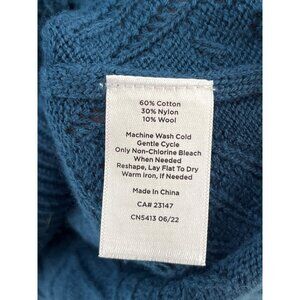 60% Cotton
30% Nylon
10% Wool
Machine Wash Cold
Gentle Cycle
Only Non-Chlorine Bleach
When Needed
Reshape, Lay Flat To Dry
Warm Iron, If Needed
Made In China
CA# 23147
CN5413 06/22